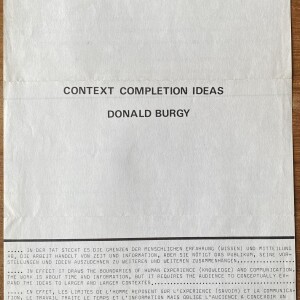 CONTEXT COMPLETION IDEAS
DONALD BURGY
..... IN DER TAT STECKT ES DIE GRENZEN DER MENSCHLICHEN ERFAHRUNG (WISSEN) UND MITTEILUNG
AB, DIE ARBEIT HANDELT VON ZEIT UND INFORMATION, ABER SIE NÖTIGT DAS PUBLIKUM, SEINE VOR-
STELLUNGEN UND IDEEN AUSZUDEHNEN ZU WEITEREN UND WEITEREN ZUSAMMENHÄNGEN.....
..... IN EFFECT IT DRAWS THE BOUNDARIES OF HUMAN EXPERIENCE (KNOWLEDGE) AND COMMUNICATION.
THE WORK IS ABOUT TIME AND INFORMATION, BUT IT REQUIRES THE AUDIENCE TO CONCEPTUALLY EX-
PAND THE IDEAS TO LARGER AND LARGER CONTEXTS.....
..... EN EFFET, LES LIMITES DE L'HOMME REPOSENT SUR L'EXPERIENCE (SAVOIR) ET LA COMMUNICA-
LE TRAVAIL TRAITE LE TEMPS ET L'INFORMATION MAIS OBLIGE L'AUDIENCE A CONCEVOIR EN